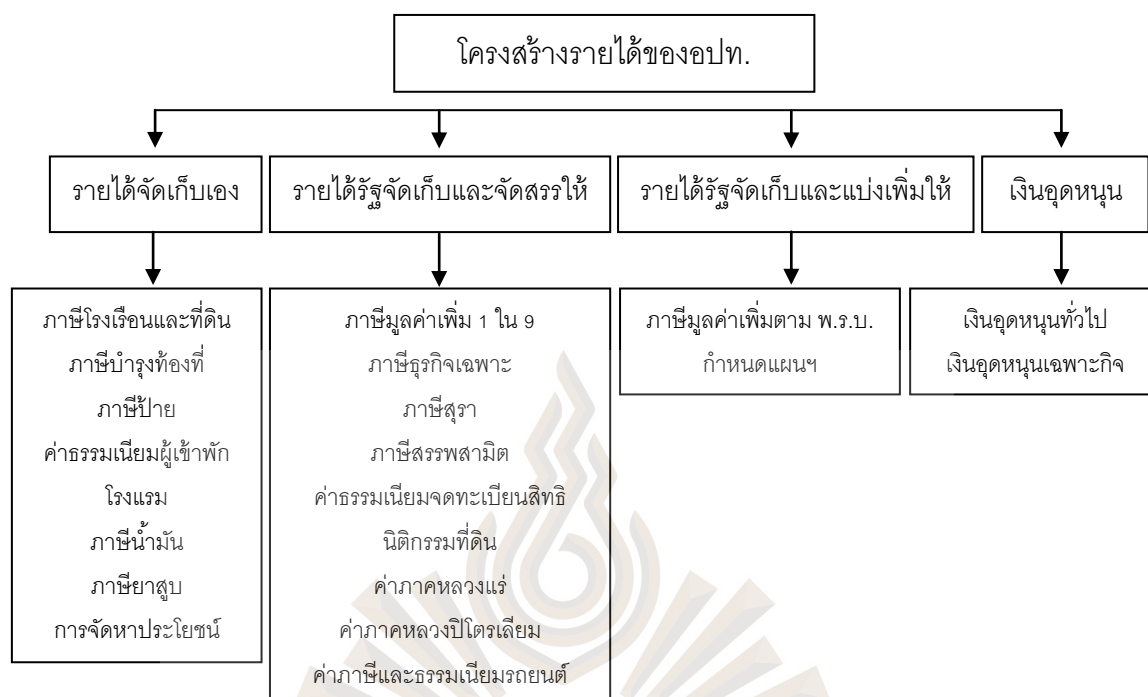 โครงสร้างรายได้ของอปท.
รายได้จัดเก็บเอง
รายได้รัฐจัดเก็บและจัดสรรให้
รายได้รัฐจัดเก็บและแบ่งเพิ่มให้
เงินอุดหนุน
ภาษีโรงเรือนและที่ดิน
ภาษีบำรุงท้องที่
ภาษีป้าย
ค่าธรรมเนียมผู้เข้าพัก
โรงแรม
ภาษีน้ำมัน
ภาษียาสูบ
การจัดหาประโยชน์
ภาษีมูลค่าเพิ่ม 1 ใน 9
ภาษีธุรกิจเฉพาะ
ภาษีสุรา
ภาษีสรรพสามิต
ค่าธรรมเนียมจดทะเบียนสิทธิ
นิติกรรมที่ดิน
ค่าภาคหลวงแร่
ค่าภาคหลวงปิโตรเลียม
ค่าภาษีและธรรมเนียมรถยนต์
ภาษีมูลค่าเพิ่มตาม พ.ร.บ.
กำหนดแผนฯ
เงินอุดหนุนทั่วไป
เงินอุดหนุนเฉพาะกิจ